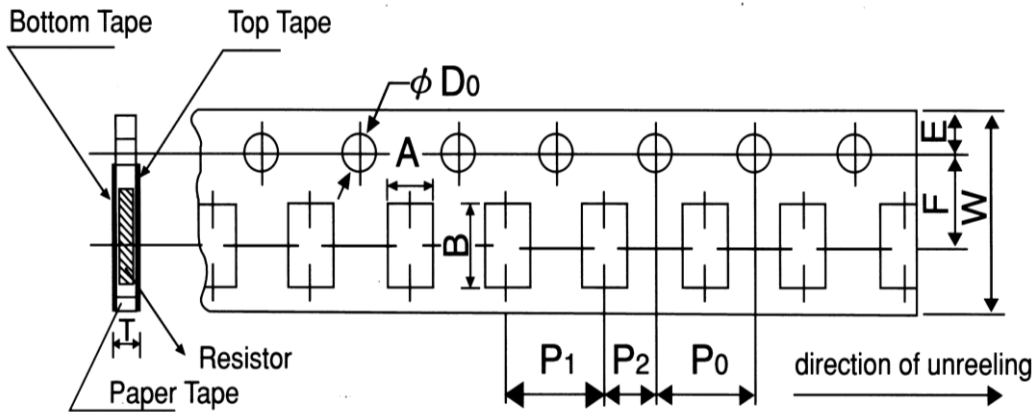 Bottom Tape
Top Tape
ϕ D0
A
B
E
F
W
T
Resistor
Paper Tape
P1
P2
P0
direction of unreeling